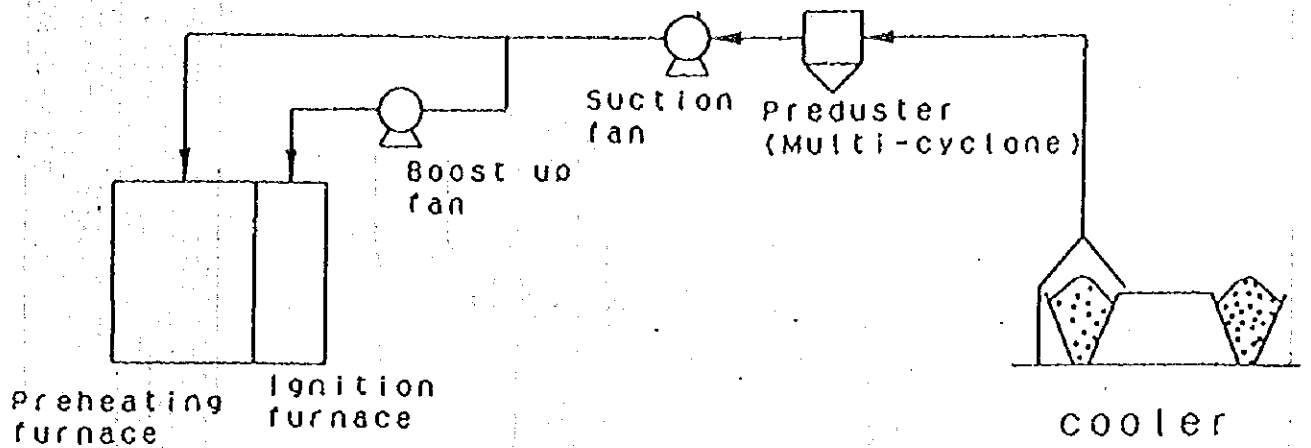 Suction
fan
Preduster
(Multi-cyclone)
Boost up
fan
Preheating
furnace
Ignition
furnace
cooler